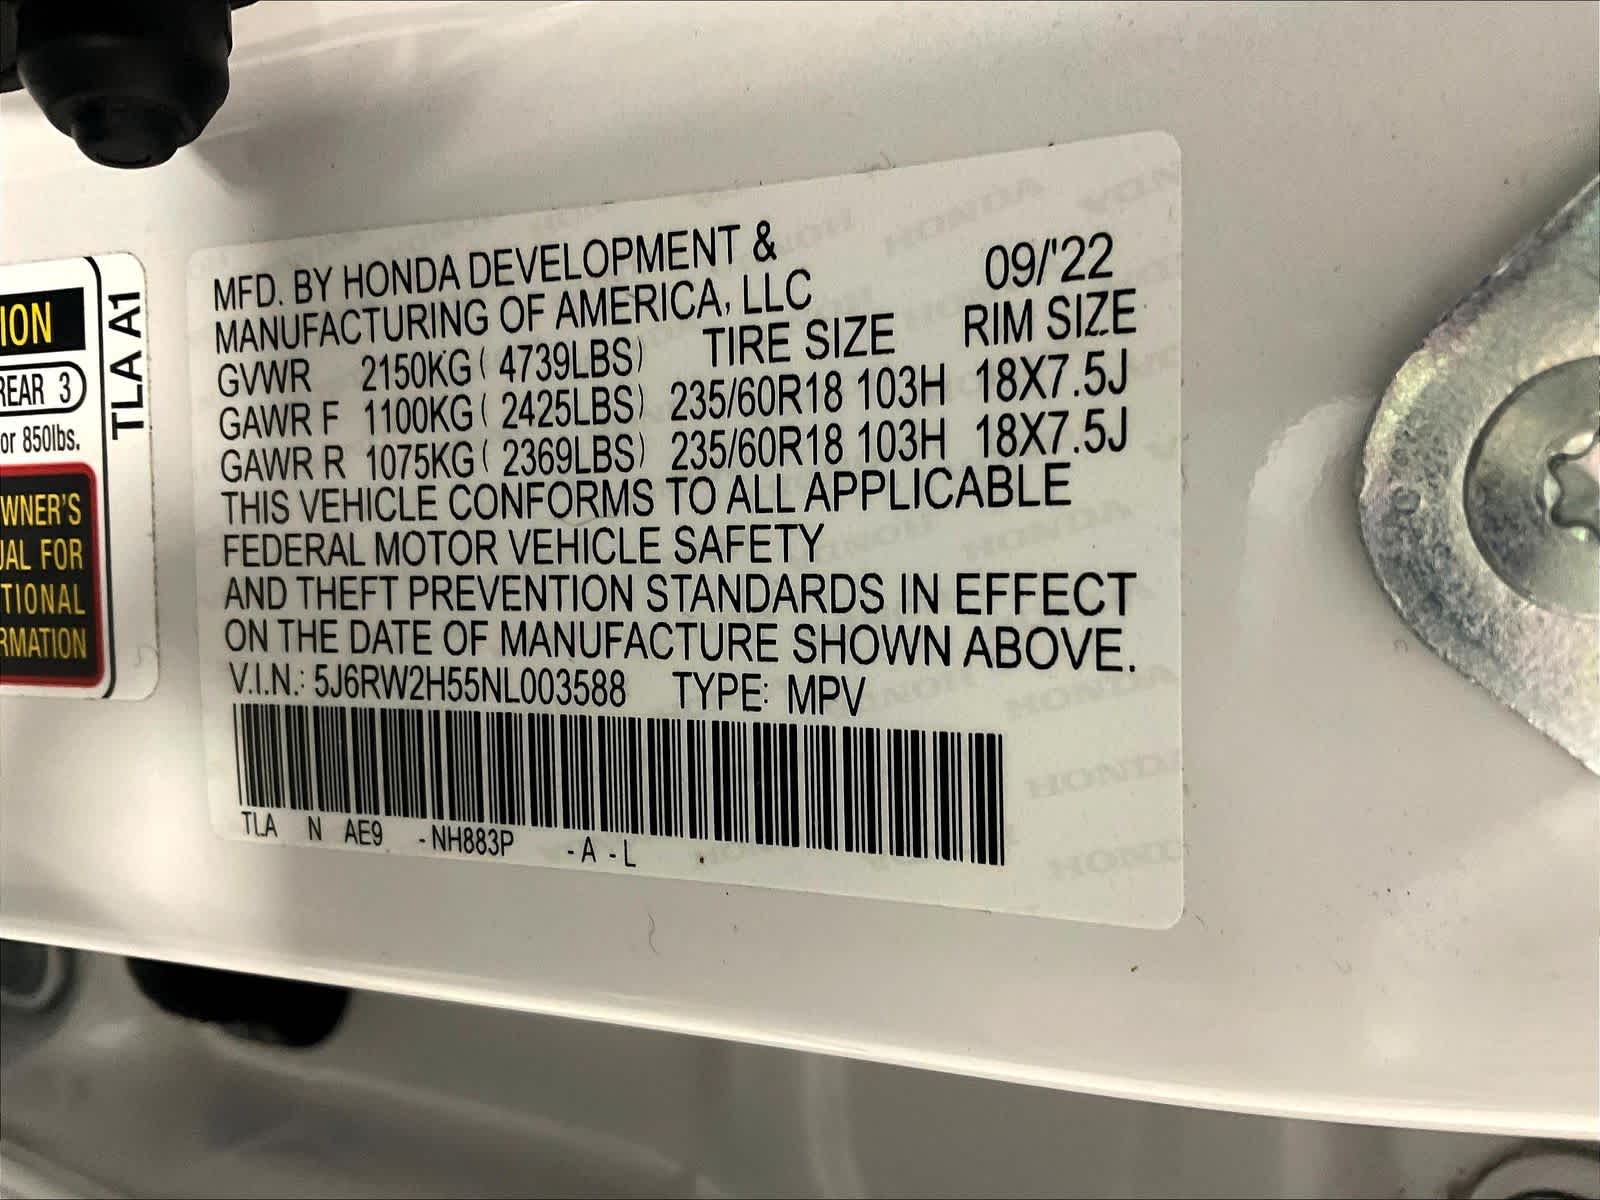 ION
REAR 3
or 850lbs.
WNER'S
UAL FOR
TIONAL
RMATION
TLA A1
MFD. BY HONDA DEVELOPMENT &
MANUFACTURING OF AMERICA, LLC 09/'22
GVWR 2150KG ( 4739LBS) TIRE SIZE RIM SIZE
GAWR F 1100KG ( 2425LBS) 235/60R18 103H 18X7.5J
GAWR R 1075KG ( 2369LBS) 235/60R18 103H 18X7.5J
THIS VEHICLE CONFORMS TO ALL APPLICABLE
FEDERAL MOTOR VEHICLE SAFETY
AND THEFT PREVENTION STANDARDS IN EFFECT
ON THE DATE OF MANUFACTURE SHOWN ABOVE.
V.I.N.: 5J6RW2H55NL003588 TYPE: MPV
TLA N AE9 -NH883P -A -L